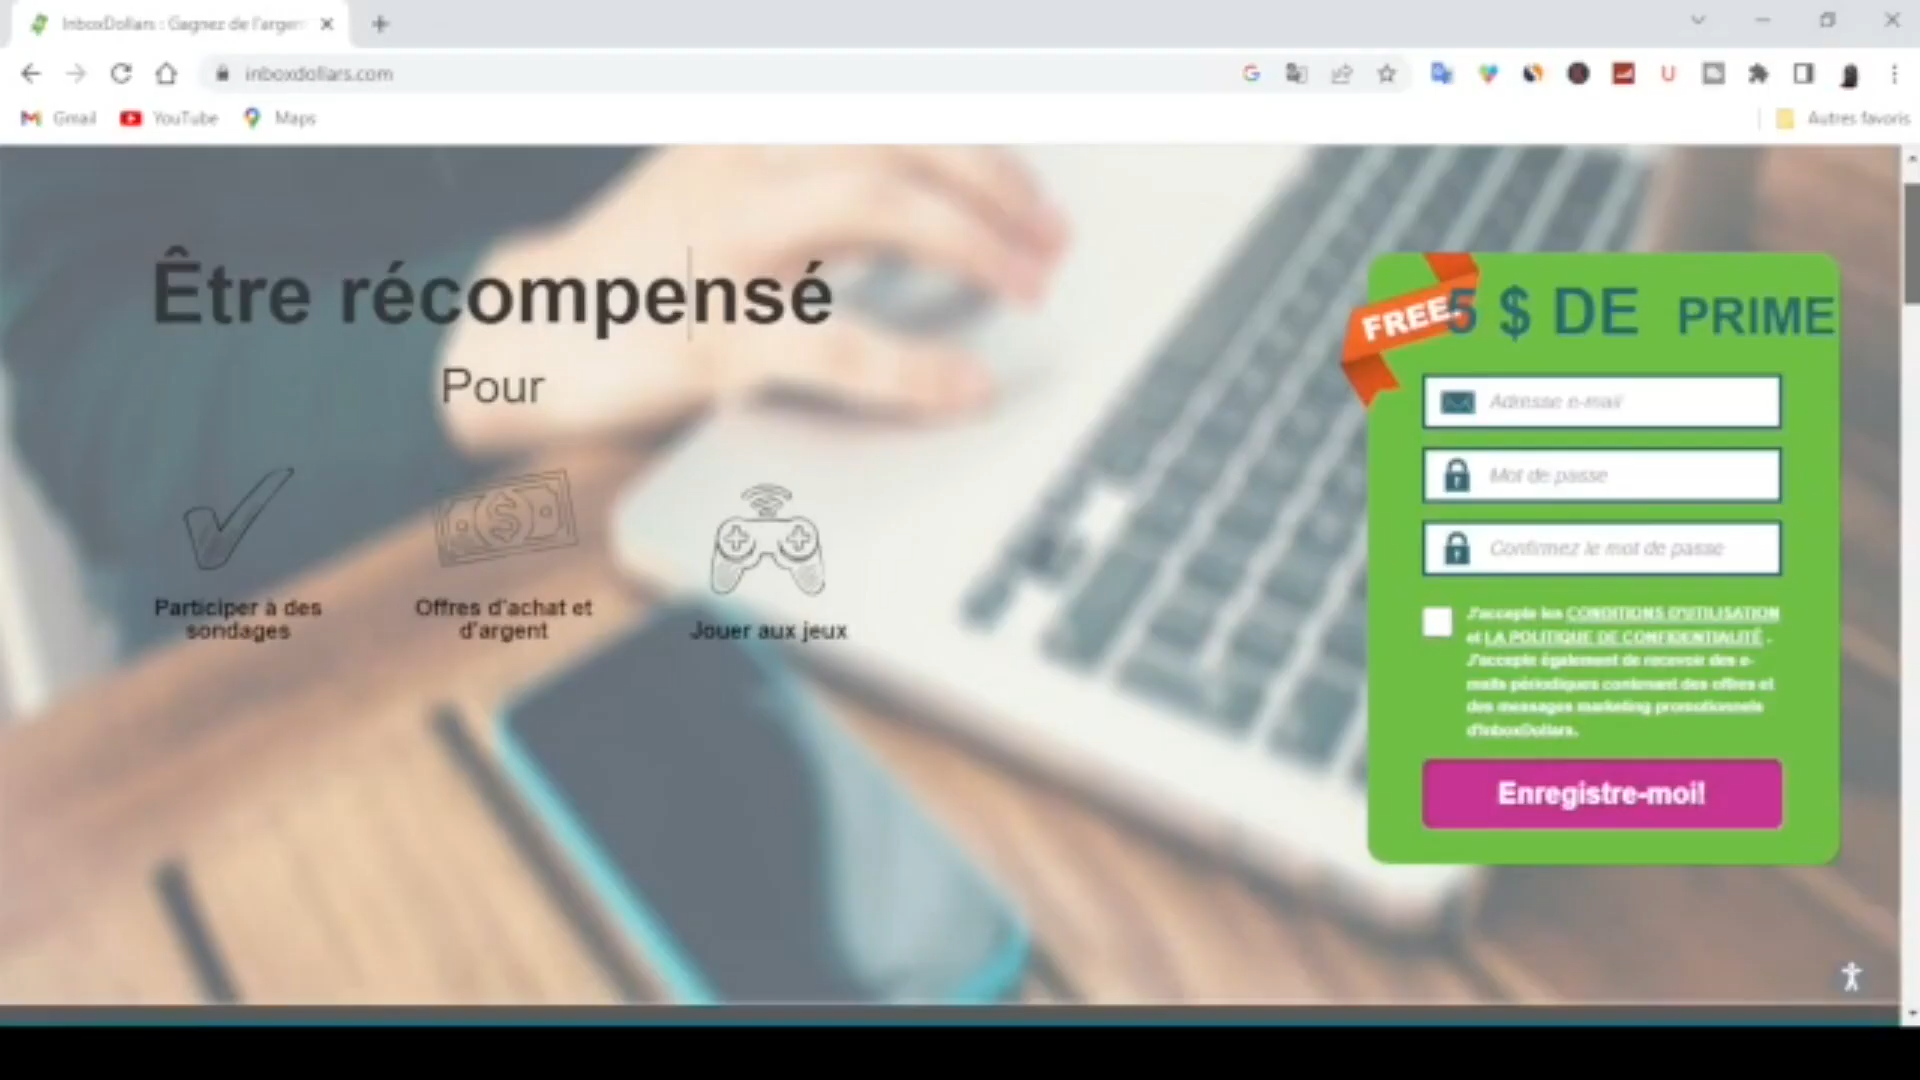 InboxDollars : Gagnez de l'argen
inboxdollars.com
Gmail
YouTube
Maps
Autres favoris
Être récompensé
Pour
Participer à des
sondages
Offres d'achat et
d'argent
Jouer aux jeux
FREE
5 $ DE PRIME
Adresse e-mail
Mot de passe
Confirmez le mot de passe
J'accepte les CONDITIONS D'UTILISATION
et LA POLITIQUE DE CONFIDENTIALITÉ .
J'accepte également de recevoir des e-
mails périodiques contenant des offres et
des messages marketing promotionnels
d'InboxDollars.
Enregistre-moi!